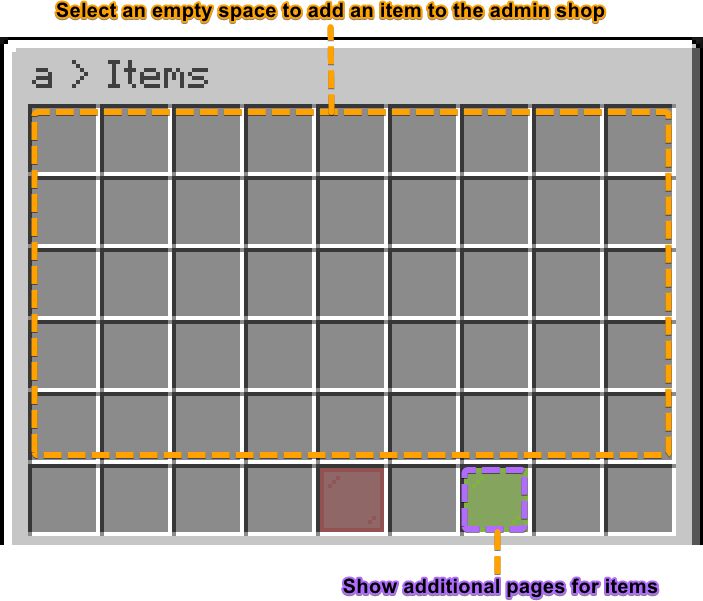 Select an empty space to add an item to the admin shop
a > Items
Show additional pages for items